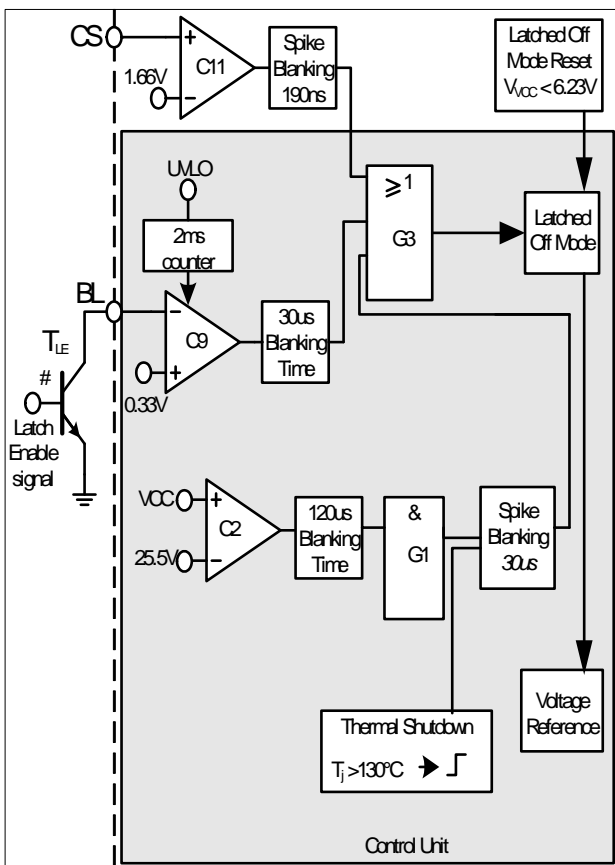 CS
+
C11
-
1.66V
Spike
Blanking
190ns
Latched Off
Mode Reset
VVCC < 6.23V
UVLO
2ms
counter
≥1
G3
Latched
Off Mode
BL
-
C9
+
0.33V
30us
Blanking
Time
TLE
#
Latch
Enable
signal
VCC
+
C2
-
25.5V
120us
Blanking
Time
&
G1
Spike
Blanking
30us
Thermal Shutdown
Tj >130°C
Voltage
Reference
Control Unit